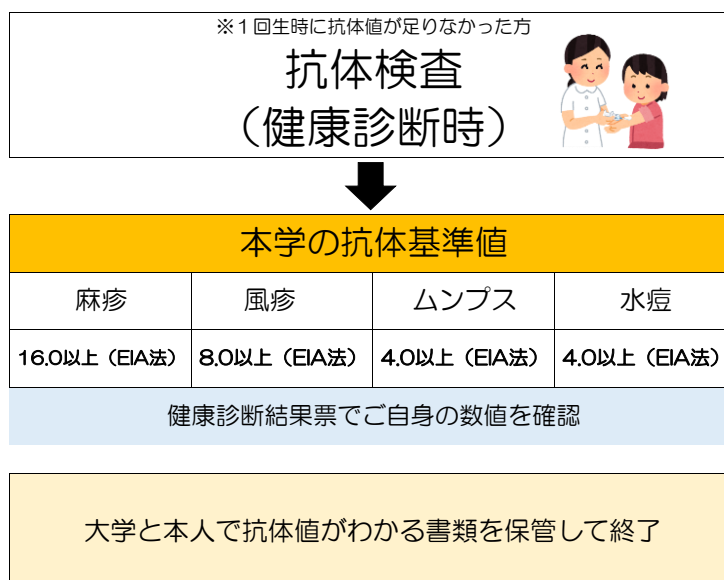 ※１回生時に抗体値が足りなかった方
抗体検査
（健康診断時）
本学の抗体基準値
麻疹 風疹 ムンプス 水痘
16.0以上（EIA法） 8.0以上（EIA法） 4.0以上（EIA法） 4.0以上（EIA法）
健康診断結果票でご自身の数値を確認
大学と本人で抗体値がわかる書類を保管して終了